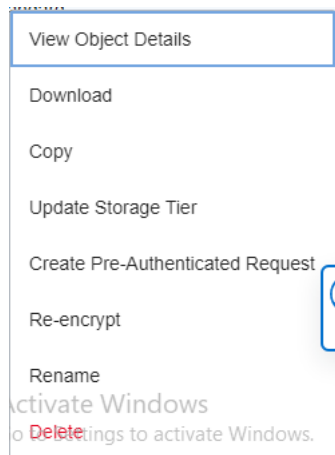 View Object Details
Download
Copy
Update Storage Tier
Create Pre-Authenticated Request
Re-encrypt
Rename
Activate Windows
Delete
to Settings to activate Windows.